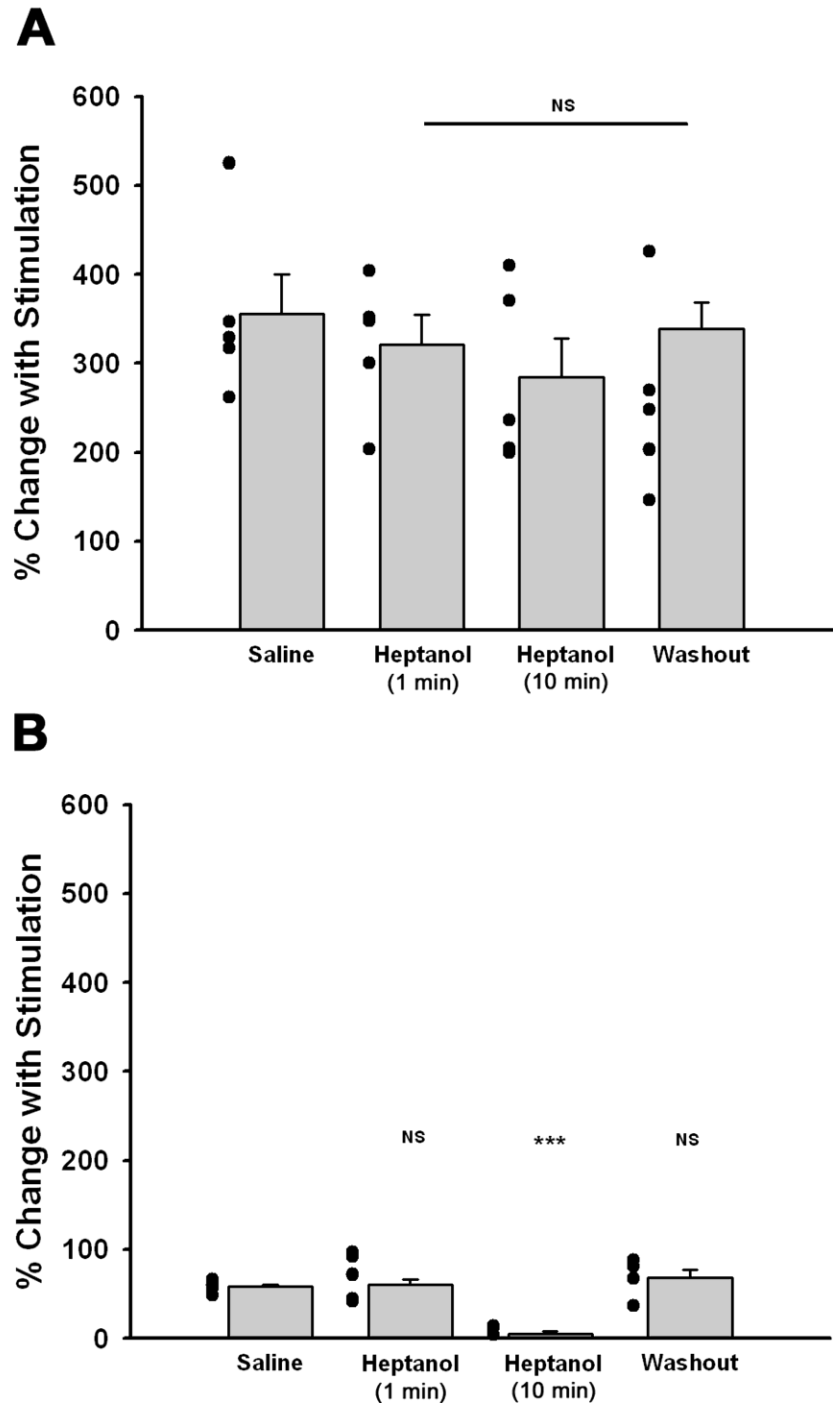 A
% Change with Stimulation
600
500
400
300
200
100
0
NS
Saline
Heptanol
(1 min)
Heptanol
(10 min)
Washout
B
% Change with Stimulation
600
500
400
300
200
100
0
NS
***
NS
Saline
Heptanol
(1 min)
Heptanol
(10 min)
Washout